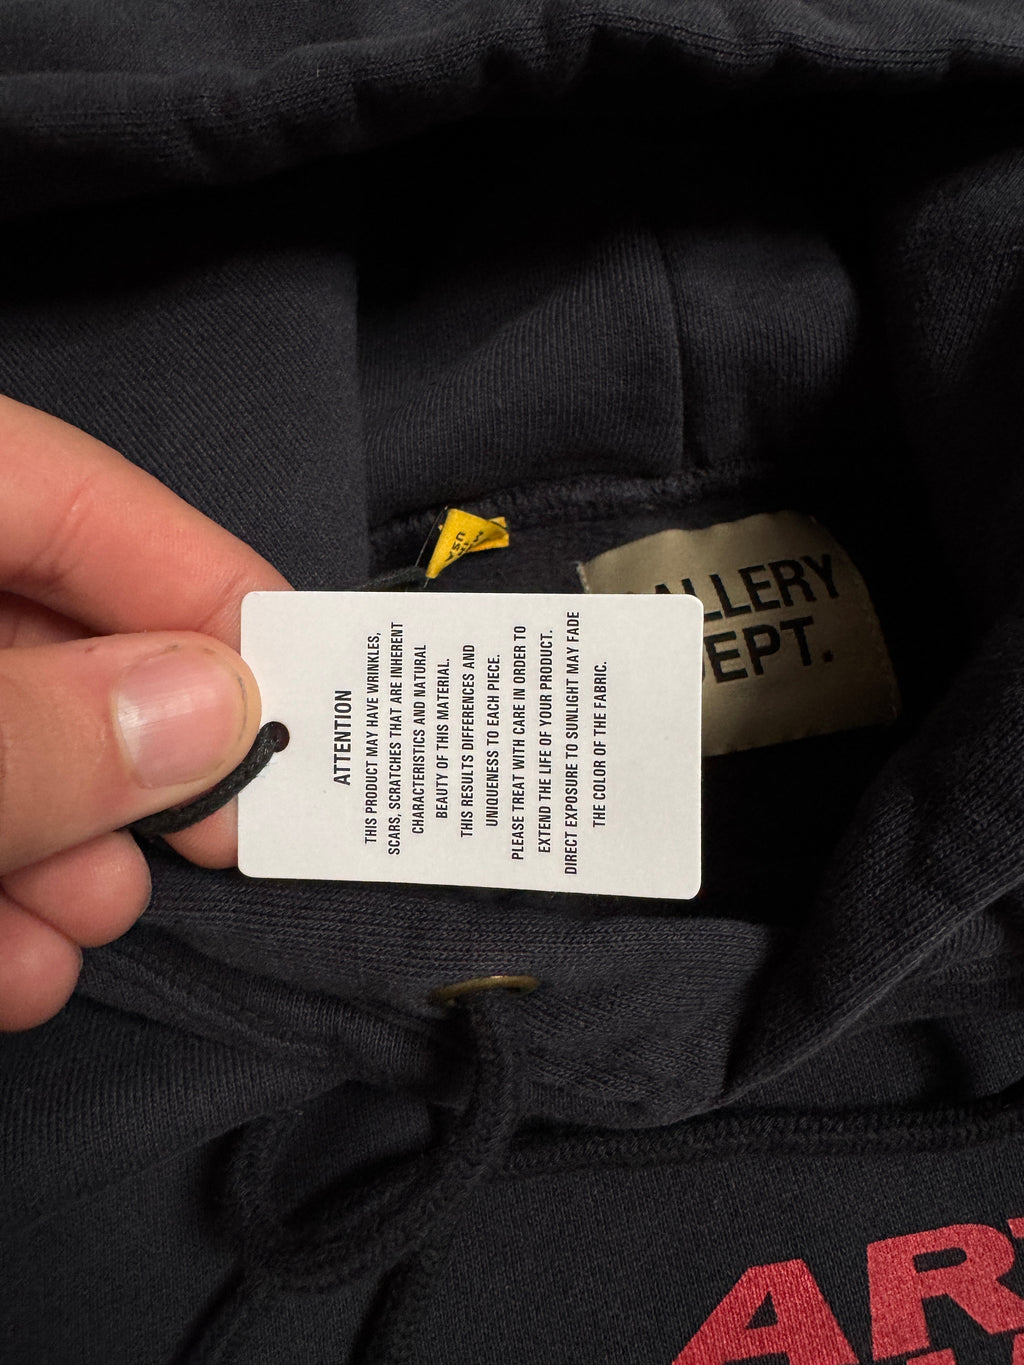 ATTENTION
THIS PRODUCT MAY HAVE WRINKLES,
SCARS, SCRATCHES THAT ARE INHERENT
CHARACTERISTICS AND NATURAL
BEAUTY OF THIS MATERIAL.
THIS RESULTS DIFFERENCES AND
UNIQUENESS TO EACH PIECE.
PLEASE TREAT WITH CARE IN ORDER TO
EXTEND THE LIFE OF YOUR PRODUCT.
DIRECT EXPOSURE TO SUNLIGHT MAY FADE
THE COLOR OF THE FABRIC.
USA
ALLERY
EPT.
AR